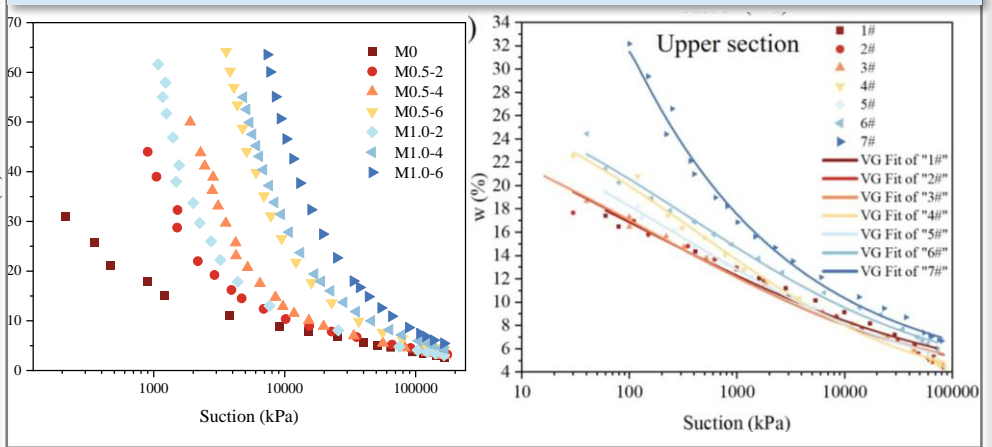 70
60
50
40
30
20
10
0
1000
10000
100000
Suction (kPa)
M0
M0.5-2
M0.5-4
M0.5-6
M1.0-2
M1.0-4
M1.0-6
)
Upper section
34
32
30
28
26
24
22
20
18
16
14
12
10
8
6
4
w (%)
10
100
1000
10000
100000
Suction (kPa)
1#
2#
3#
4#
5#
6#
7#
VG Fit of "1#"
VG Fit of "2#"
VG Fit of "3#"
VG Fit of "4#"
VG Fit of "5#"
VG Fit of "6#"
VG Fit of "7#"